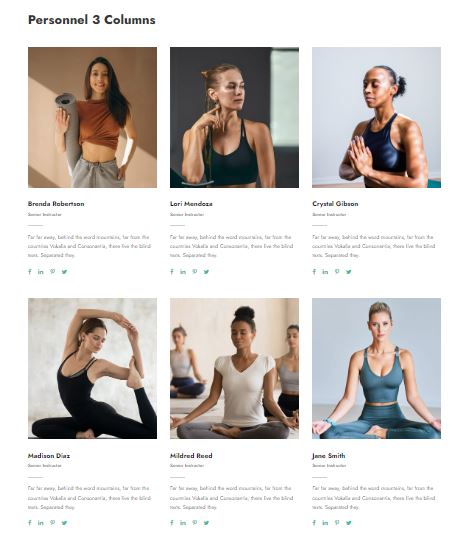 Personnel 3 Columns
Brenda Robertson
Senior Instructor
Far far away, behind the word mountains, far from the
countries Vokalia and Consonantia, there live the blind
texts. Separated they.
Lori Mendoza
Senior Instructor
Far far away, behind the word mountains, far from the
countries Vokalia and Consonantia, there live the blind
texts. Separated they.
Crystal Gibson
Senior Instructor
Far far away, behind the word mountains, far from the
countries Vokalia and Consonantia, there live the blind
texts. Separated they.
Madison Diaz
Senior Instructor
Far far away, behind the word mountains, far from the
countries Vokalia and Consonantia, there live the blind
texts. Separated they.
Mildred Reed
Senior Instructor
Far far away, behind the word mountains, far from the
countries Vokalia and Consonantia, there live the blind
texts. Separated they.
Jane Smith
Senior Instructor
Far far away, behind the word mountains, far from the
countries Vokalia and Consonantia, there live the blind
texts. Separated they.